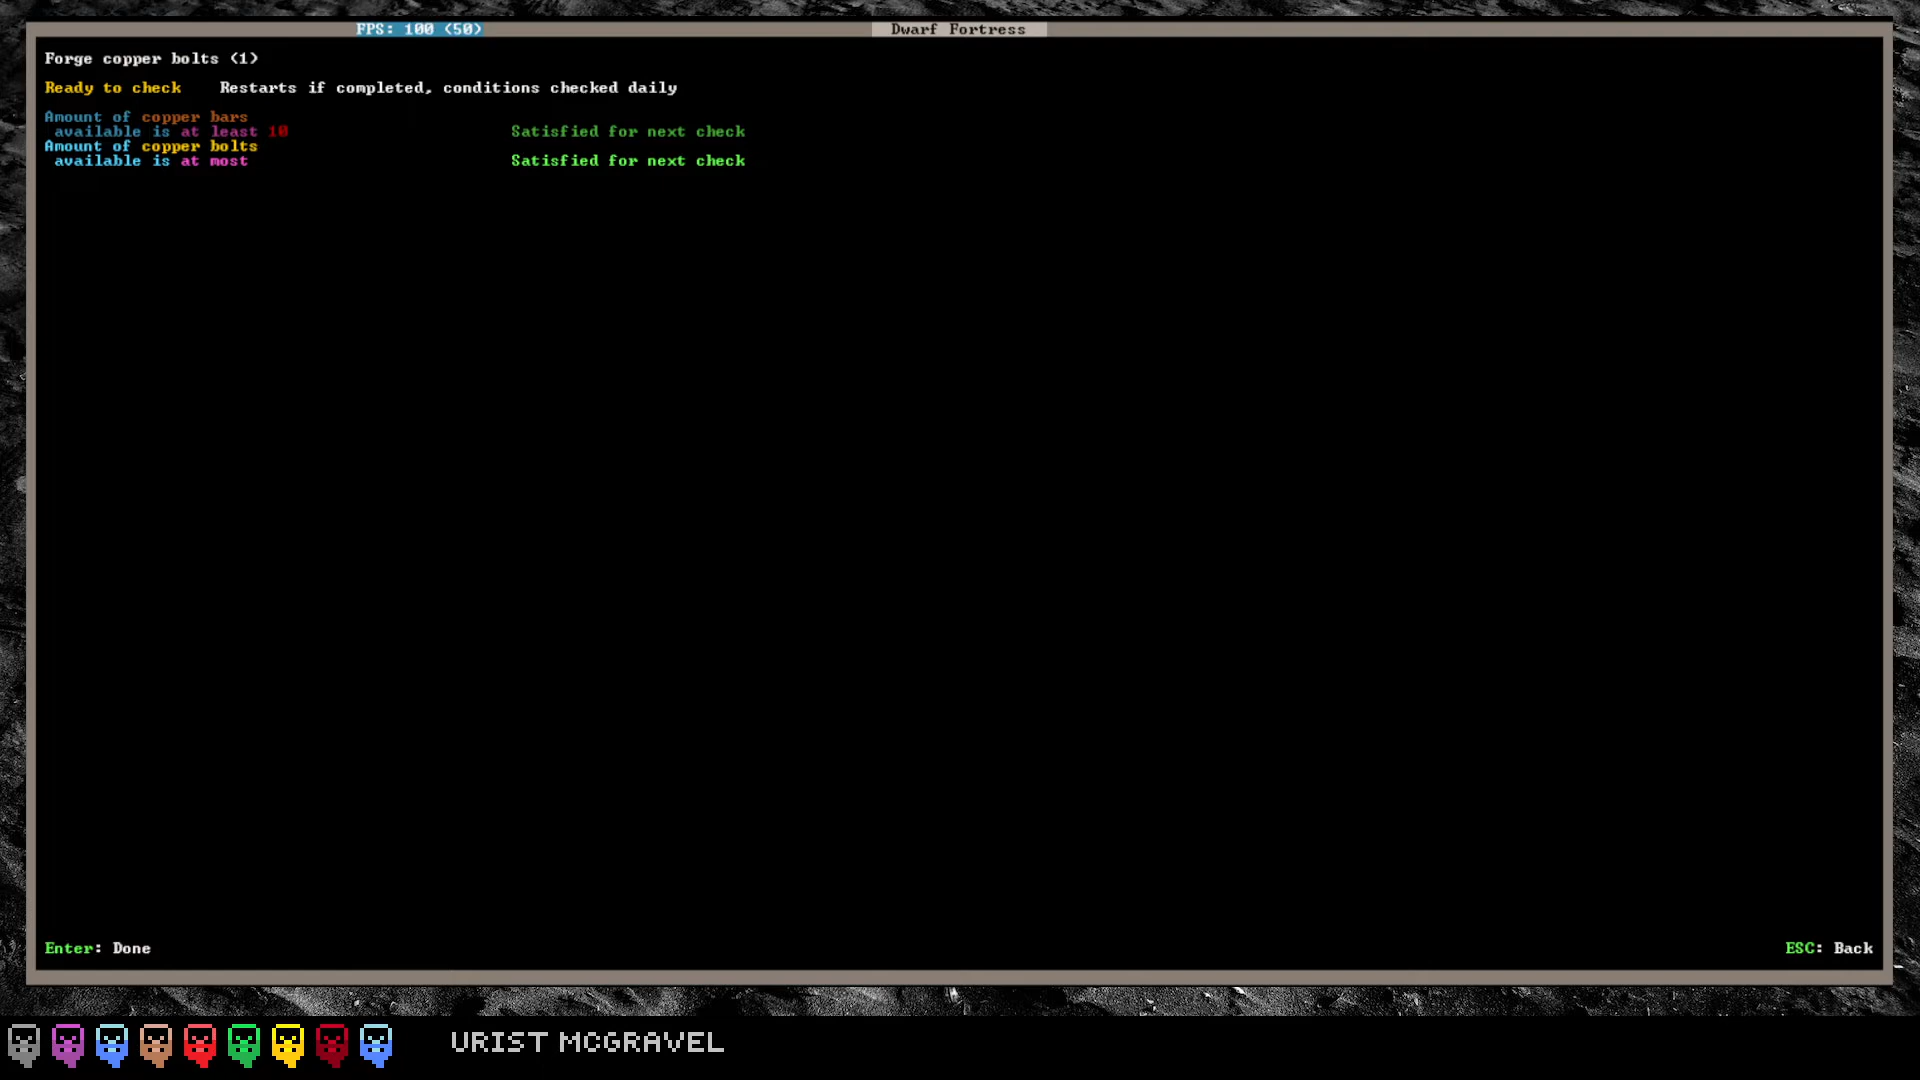 FPS: 100 (50)
Dwarf Fortress
Forge copper bolts (1)
Ready to check Restarts if completed, conditions checked daily
Amount of copper bars
available is at least 10 Satisfied for next check
Amount of copper bolts
available is at most Satisfied for next check
Enter: Done
ESC: Back
URIST MCGRAVEL